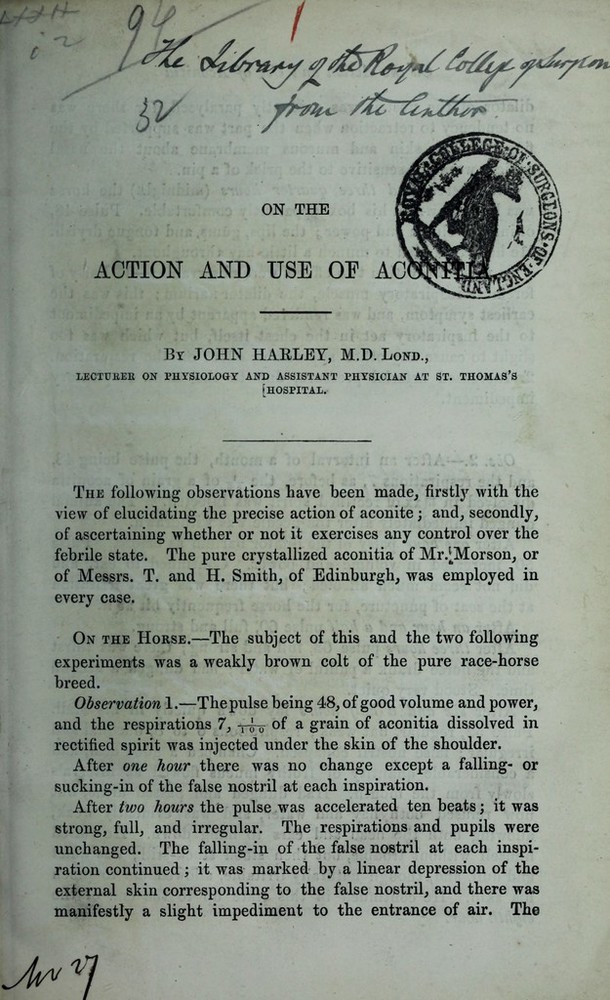 94
The Library of the Royal College of Surgeons
from the Author
32
ROYAL COLLEGE OF SURGEONS OF ENGLAND
ON THE
ACTION AND USE OF ACONITIA.
By JOHN HARLEY, M.D. Lond.,
LECTURER ON PHYSIOLOGY AND ASSISTANT PHYSICIAN AT ST. THOMAS'S
HOSPITAL.
The following observations have been made, firstly with the
view of elucidating the precise action of aconite; and, secondly,
of ascertaining whether or not it exercises any control over the
febrile state. The pure crystallized aconitia of Mr. Morson, or
of Messrs. T. and H. Smith, of Edinburgh, was employed in
every case.
On the Horse.—The subject of this and the two following
experiments was a weakly brown colt of the pure race-horse
breed.
Observation 1.—The pulse being 48, of good volume and power,
and the respirations 7, 1/100 of a grain of aconitia dissolved in
rectified spirit was injected under the skin of the shoulder.
After one hour there was no change except a falling- or
sucking-in of the false nostril at each inspiration.
After two hours the pulse was accelerated ten beats; it was
strong, full, and irregular. The respirations and pupils were
unchanged. The falling-in of the false nostril at each inspi-
ration continued; it was marked by a linear depression of the
external skin corresponding to the false nostril, and there was
manifestly a slight impediment to the entrance of air. The
27